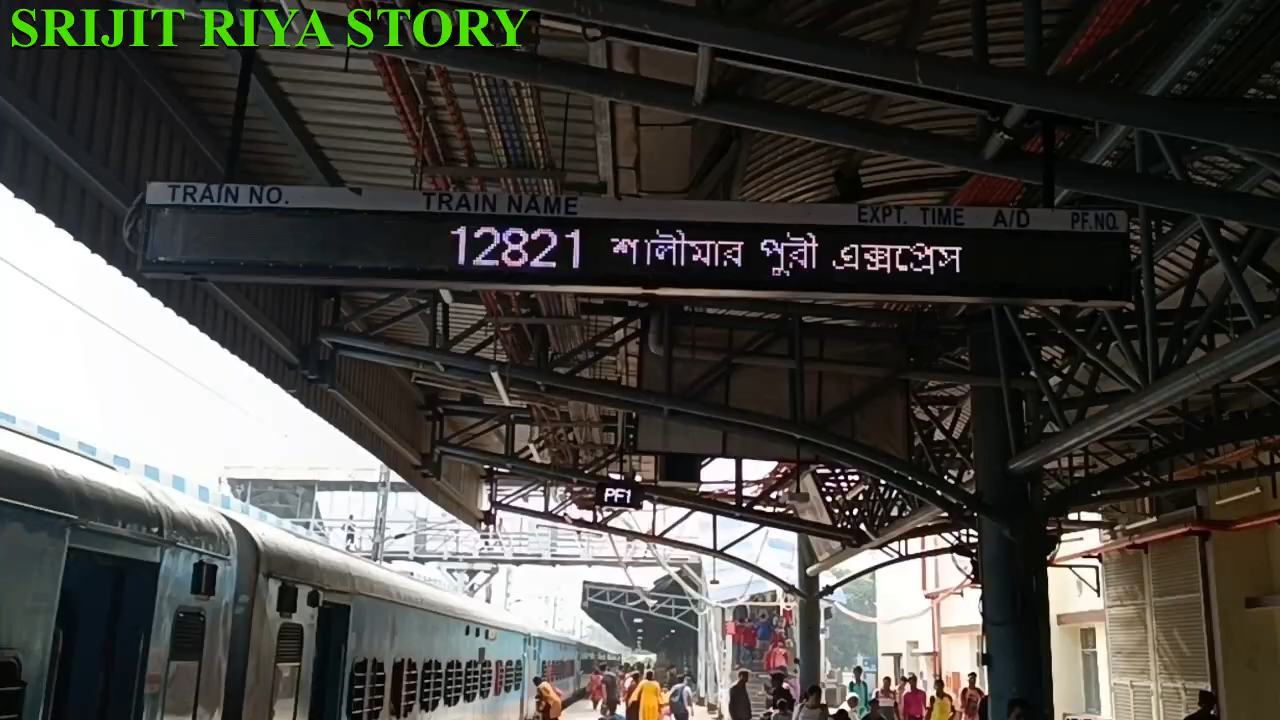 SRIJIT RIYA STORY
TRAIN NO. TRAIN NAME EXPT. TIME A/D PF.NO.
12821 শালীমার পুরী এক্সপ্রেস
PF1